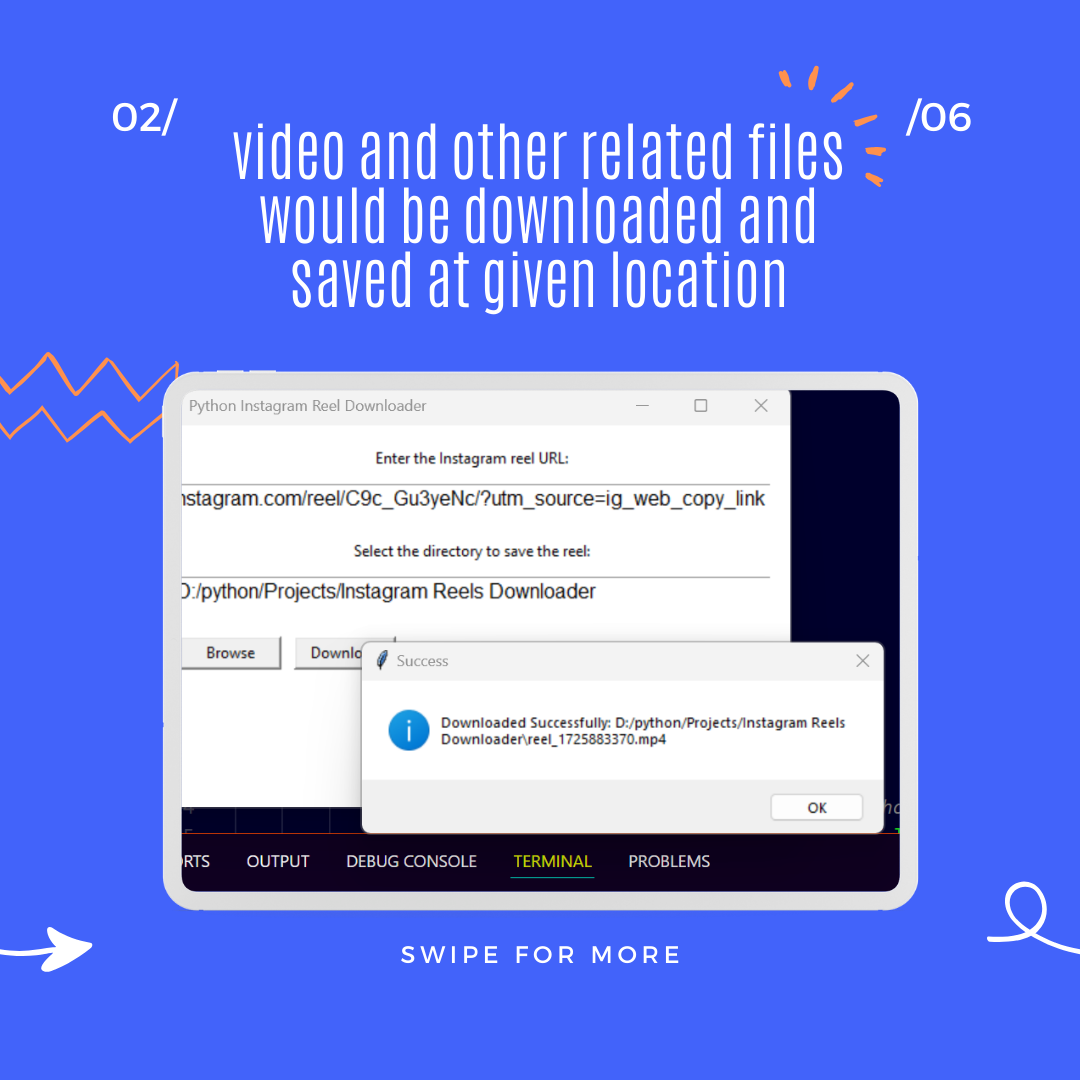 02/
/06
video and other related files
would be downloaded and
saved at given location
Python Instagram Reel Downloader
Enter the Instagram reel URL:
nstagram.com/reel/C9c_Gu3yeNc/?utm_source=ig_web_copy_link
Select the directory to save the reel:
D:/python/Projects/Instagram Reels Downloader
Browse
Downlo
Success
Downloaded Successfully: D:/python/Projects/Instagram Reels
Downloader\reel_1725883370.mp4
OK
RTS OUTPUT DEBUG CONSOLE TERMINAL PROBLEMS
SWIPE FOR MORE